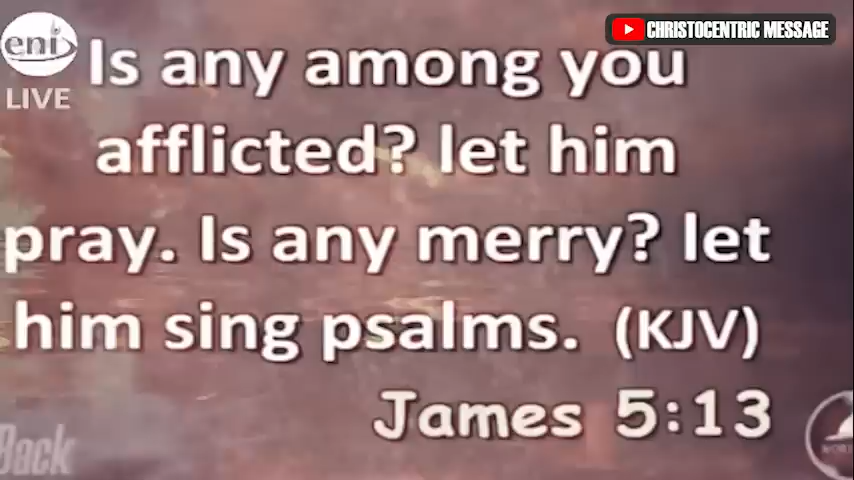 CHRISTOCENTRIC MESSAGE
eni
LIVE
Is any among you
afflicted? let him
pray. Is any merry? let
him sing psalms. (KJV)
James 5:13
Back